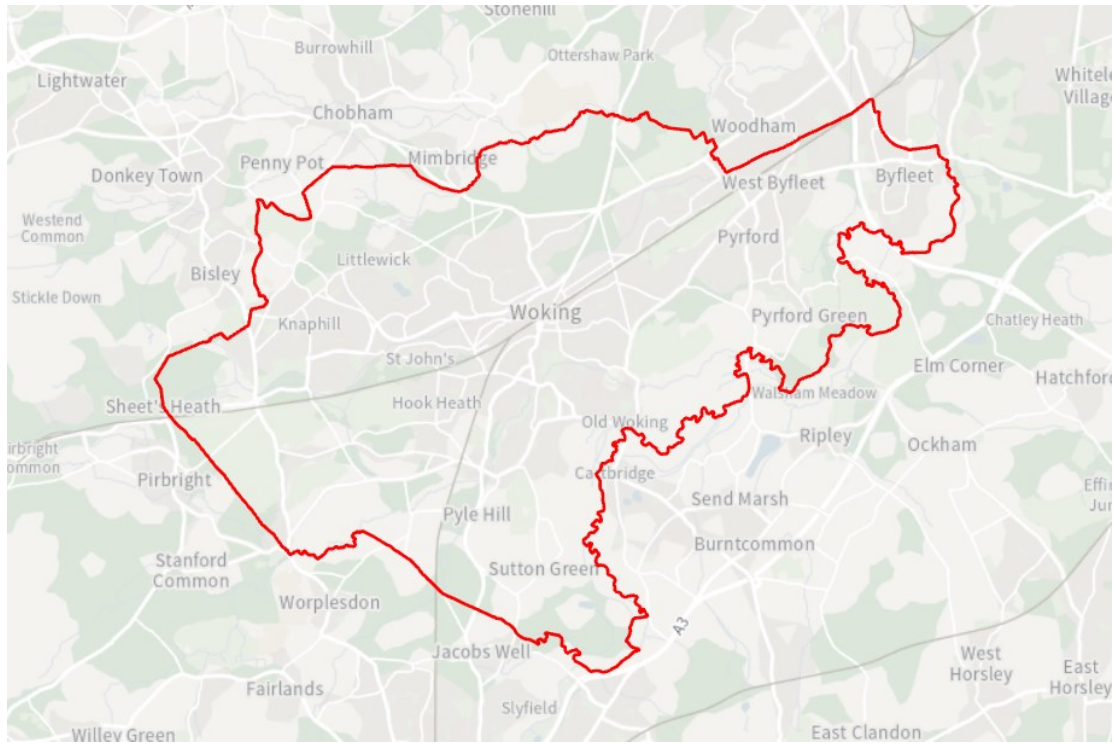 Stonehill
Burrowhill
Ottershaw Park
Lightwater
Village
Chobham
Woodham
Mimbridge
Penny Pot
Donkey Town
West Byfleet
Byfleet
Westend
Common
Pyrford
Littlewick
Bisley
Stickle Down
Woking
Pyrford Green
Chatley Heath
Knaphill
St John's
Elm Corner
Hook Heath
Walsham Meadow
Sheet's Heath
Old Woking
Ripley
Ockham
Common
Pirbright
Send Marsh
Pyle Hill
Burntcommon
Stanford
Common
Sutton Green
Worplesdon
A3
Jacobs Well
West
Horsley
East
Horsley
Fairlands
Slyfield
Willey Green
East Clandon